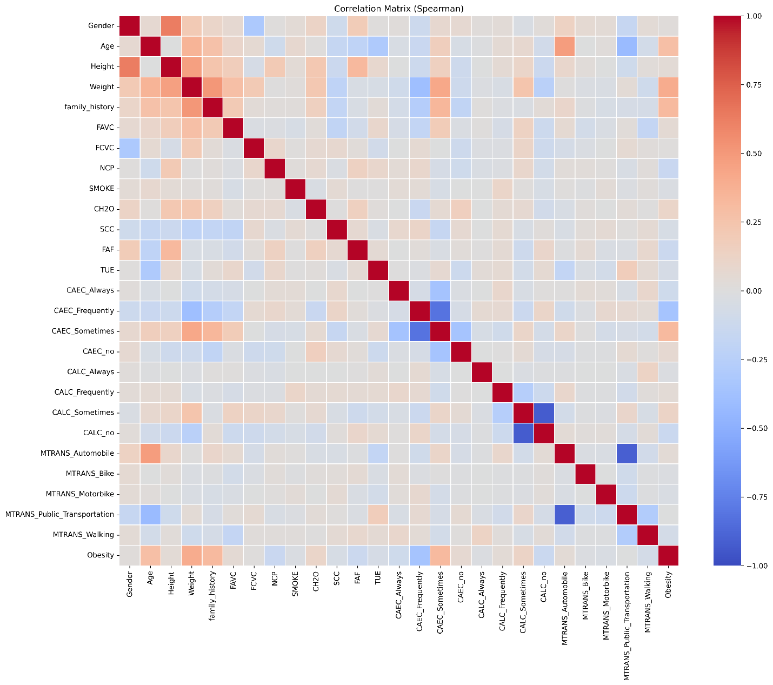 Correlation Matrix (Spearman)
Gender
Age
Height
Weight
family_history
FAVC
FCVC
NCP
SMOKE
CH2O
SCC
FAF
TUE
CAEC_Always
CAEC_Frequently
CAEC_Sometimes
CAEC_no
CALC_Always
CALC_Frequently
CALC_Sometimes
CALC_no
MTRANS_Automobile
MTRANS_Bike
MTRANS_Motorbike
MTRANS_Public_Transportation
MTRANS_Walking
Obesity
Gender
Age
Height
Weight
family_history
FAVC
FCVC
NCP
SMOKE
CH2O
SCC
FAF
TUE
CAEC_Always
CAEC_Frequently
CAEC_Sometimes
CAEC_no
CALC_Always
CALC_Frequently
CALC_Sometimes
CALC_no
MTRANS_Automobile
MTRANS_Bike
MTRANS_Motorbike
MTRANS_Public_Transportation
MTRANS_Walking
Obesity
1.00
0.75
0.50
0.25
0.00
−0.25
−0.50
−0.75
−1.00